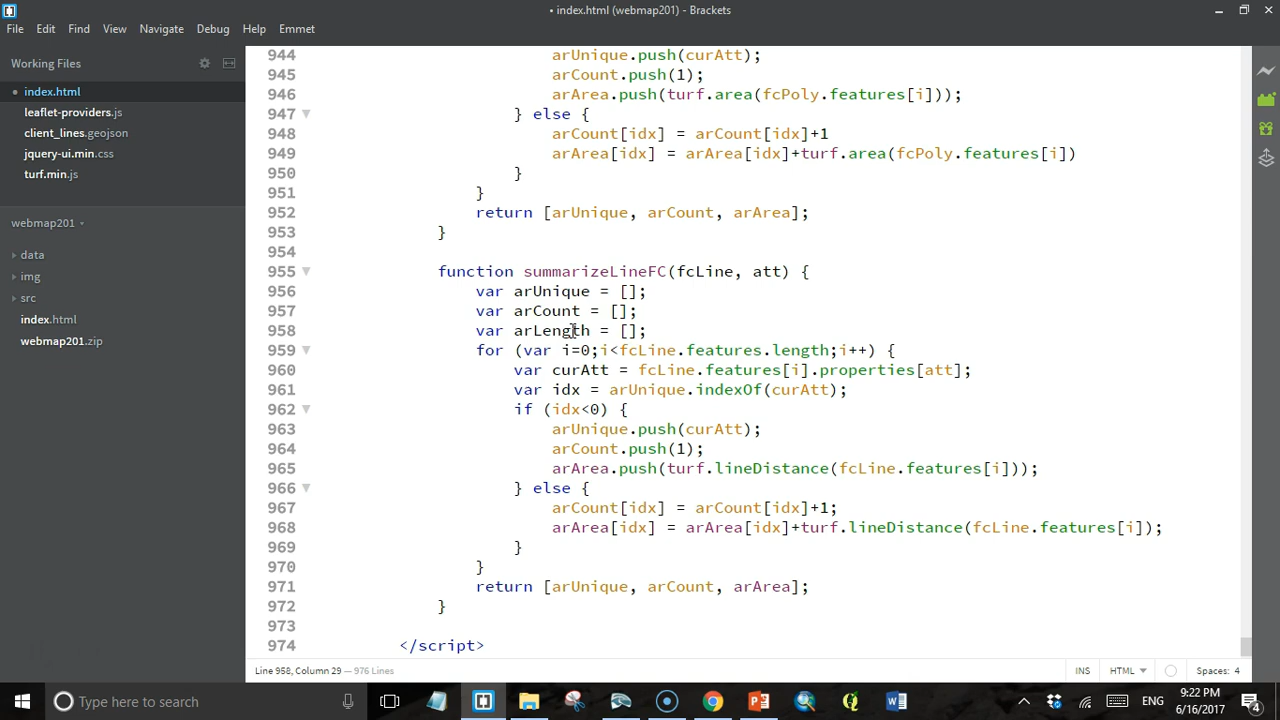 • index.html (webmap201) - Brackets
File Edit Find View Navigate Debug Help Emmet
Working Files
index.html
leaflet-providers.js
client_lines.geojson
jquery-ui.min.css
turf.min.js
webmap201
data
img
src
index.html
webmap201.zip
944 arUnique.push(curAtt);
945 arCount.push(1);
946 arArea.push(turf.area(fcPoly.features[i]));
947 } else {
948 arCount[idx] = arCount[idx]+1
949 arArea[idx] = arArea[idx]+turf.area(fcPoly.features[i])
950 }
951 }
952 return [arUnique, arCount, arArea];
953 }
954
955 function summarizeLineFC(fcLine, att) {
956 var arUnique = [];
957 var arCount = [];
958 var arLength = [];
959 for (var i=0;i<fcLine.features.length;i++) {
960 var curAtt = fcLine.features[i].properties[att];
961 var idx = arUnique.indexOf(curAtt);
962 if (idx<0) {
963 arUnique.push(curAtt);
964 arCount.push(1);
965 arArea.push(turf.lineDistance(fcLine.features[i]));
966 } else {
967 arCount[idx] = arCount[idx]+1;
968 arArea[idx] = arArea[idx]+turf.lineDistance(fcLine.features[i]);
969 }
970 }
971 return [arUnique, arCount, arArea];
972 }
973
974 </script>
Line 958, Column 29 — 976 Lines INS HTML Spaces: 4
Type here to search ENG 9:22 PM 6/16/2017 4